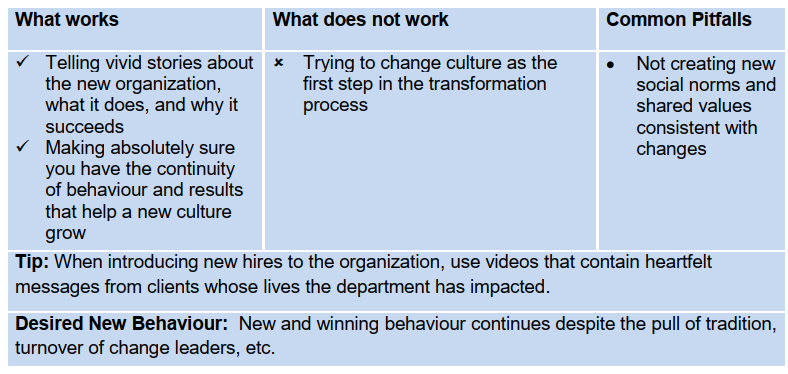 What works
What does not work
Common Pitfalls
✓ Telling vivid stories about
the new organization,
what it does, and why it
succeeds
✓ Making absolutely sure
you have the continuity
of behaviour and results
that help a new culture
grow
× Trying to change culture as the
first step in the transformation
process
• Not creating new
social norms and
shared values
consistent with
changes
Tip: When introducing new hires to the organization, use videos that contain heartfelt
messages from clients whose lives the department has impacted.
Desired New Behaviour: New and winning behaviour continues despite the pull of tradition,
turnover of change leaders, etc.